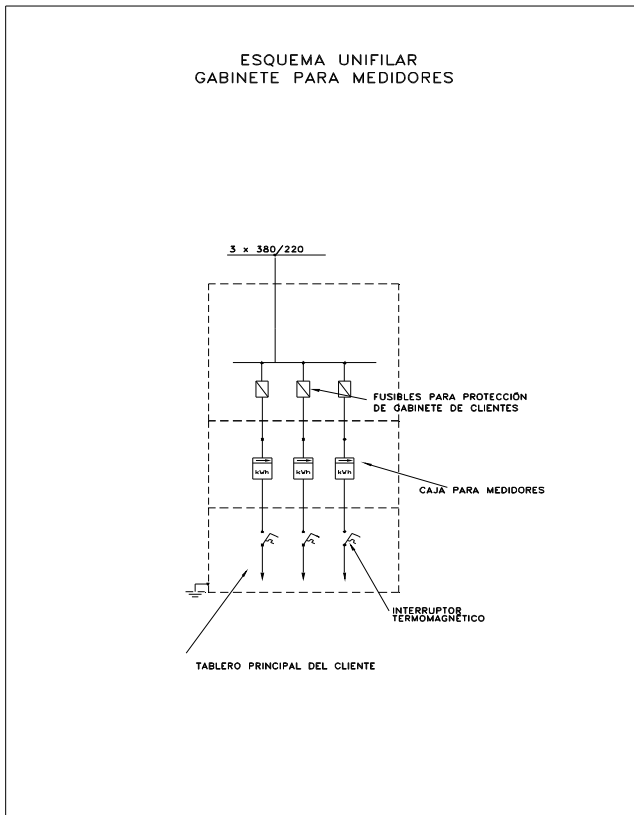 ESQUEMA UNIFILAR
GABINETE PARA MEDIDORES
3 x 380/220
FUSIBLES PARA PROTECCIÓN
DE GABINETE DE CLIENTES
kWh kWh kWh
CAJA PARA MEDIDORES
INTERRUPTOR
TERMOMAGNÉTICO
TABLERO PRINCIPAL DEL CLIENTE